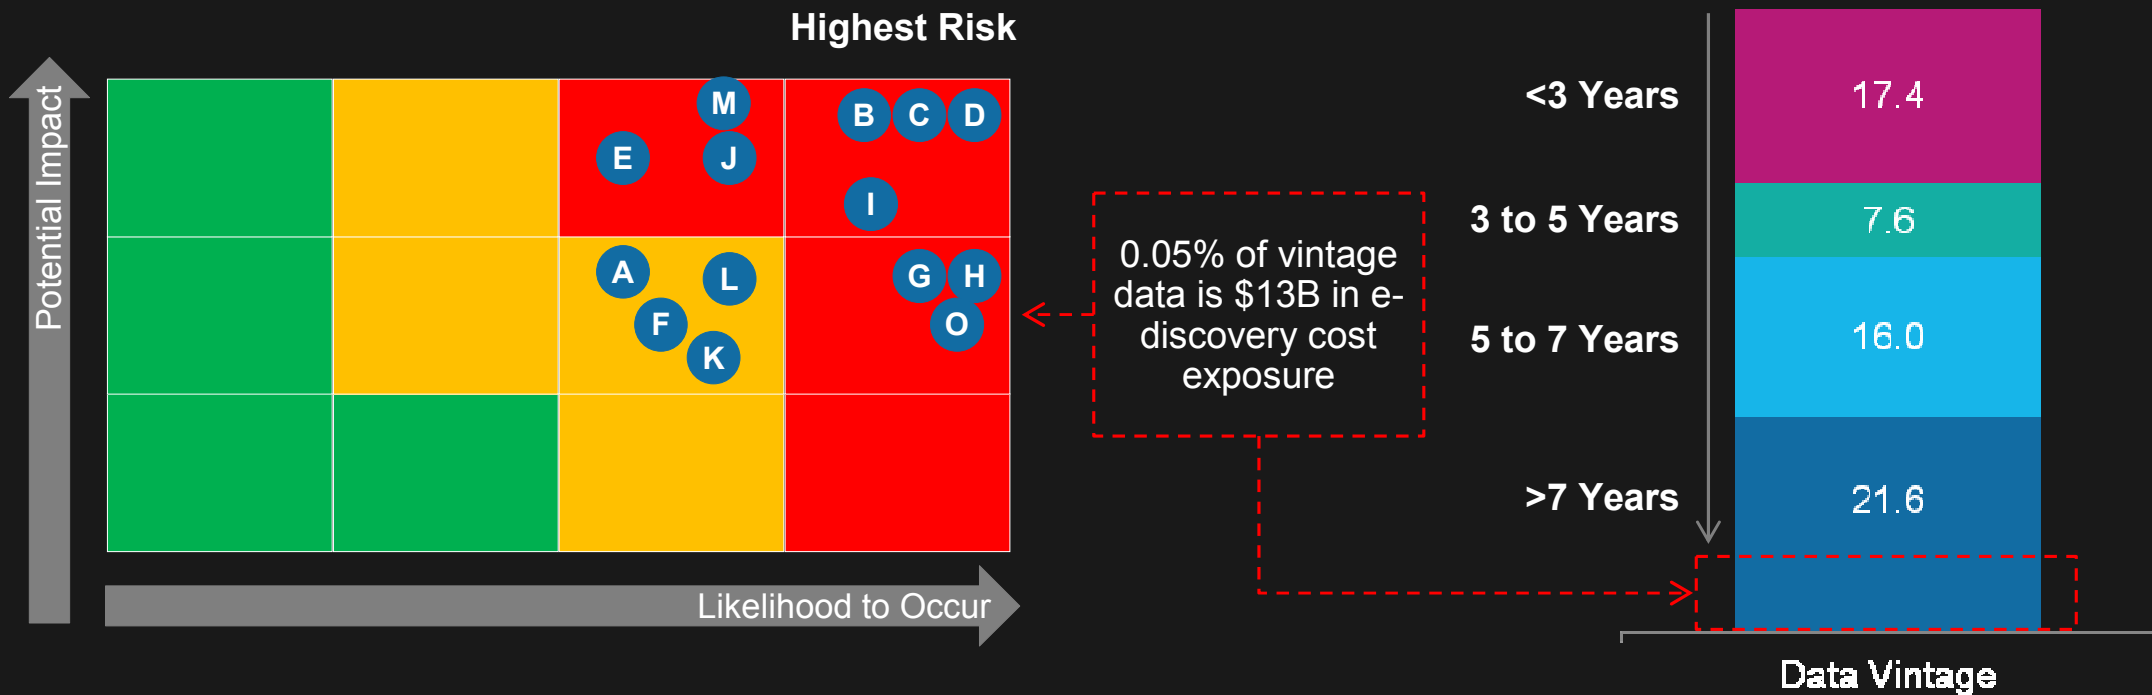 Highest Risk
Potential Impact
M
B C D
E
J
I
A
L
G H
F
O
K
Likelihood to Occur
0.05% of vintage
data is $13B in e-
discovery cost
exposure
<3 Years
17.4
3 to 5 Years
7.6
5 to 7 Years
16.0
>7 Years
21.6
Data Vintage